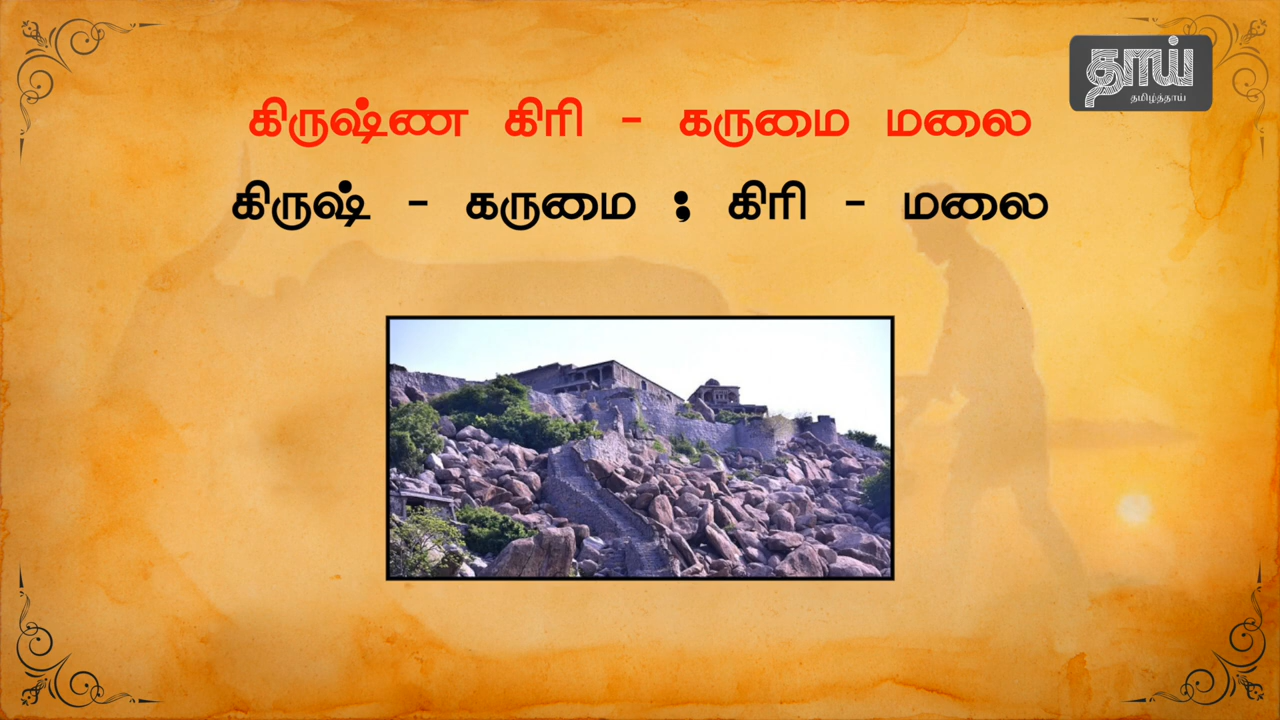 தாய்
தமிழ்த்தாய்
கிருஷ்ண கிரி - கருமை மலை
கிருஷ் - கருமை ; கிரி - மலை